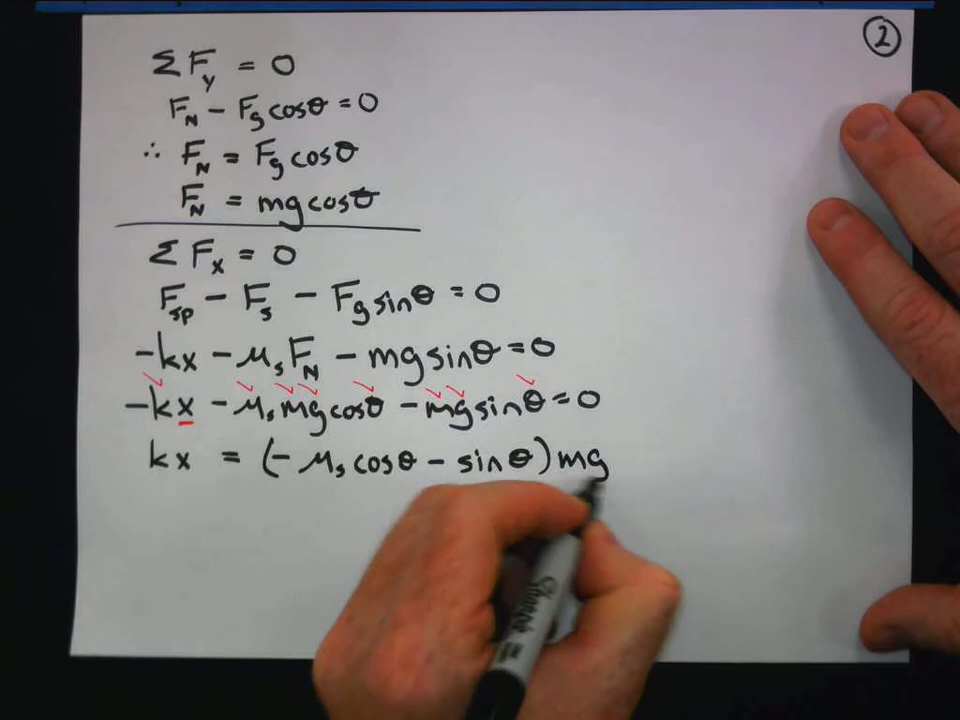 2
ΣF_y = 0
F_N - F_g cosθ = 0
∴ F_N = F_g cosθ
F_N = mg cosθ
ΣF_x = 0
F_sp - F_s - F_g sinθ = 0
-kx - μ_s F_N - mg sinθ = 0
-kx - μ_s mg cosθ - mg sinθ = 0
kx = (-μ_s cosθ - sinθ)mg
Sharpie